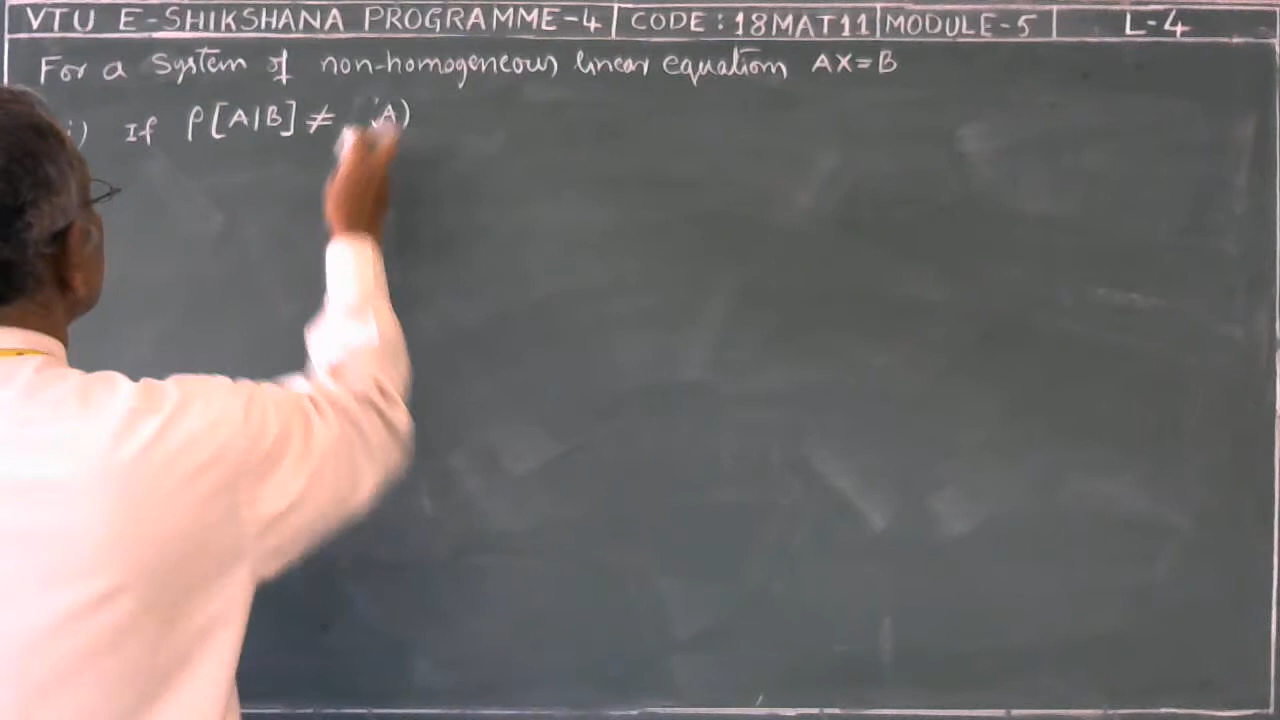 VTU E-SHIKSHANA PROGRAMME-4 | CODE: 18MAT11 | MODULE-5 | L-4
For a System of non-homogeneous linear equation AX=B
i) If ρ[A|B] ≠ A)